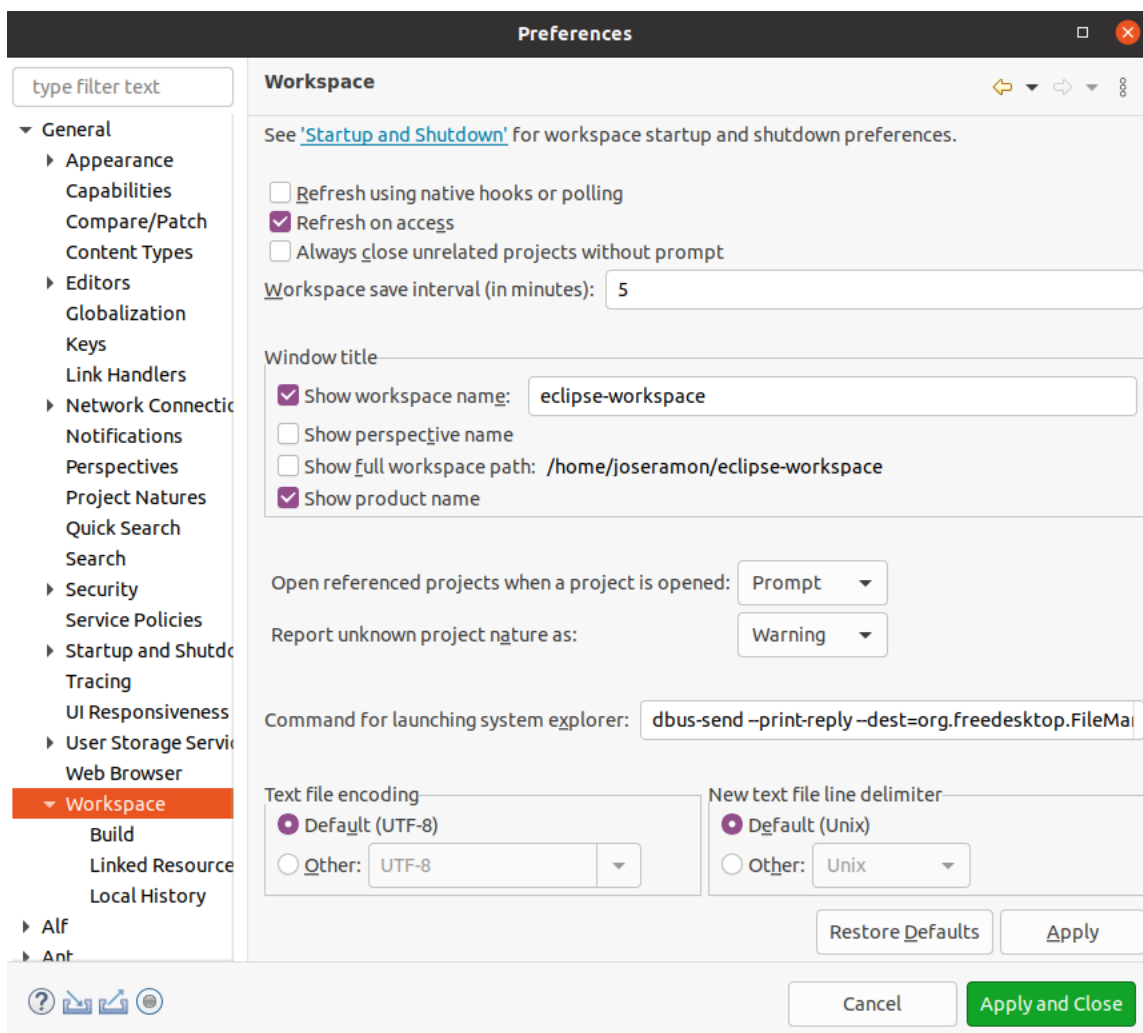 Preferences
type filter text
General
Appearance
Capabilities
Compare/Patch
Content Types
Editors
Globalization
Keys
Link Handlers
Network Connectio
Notifications
Perspectives
Project Natures
Quick Search
Search
Security
Service Policies
Startup and Shutdo
Tracing
UI Responsiveness
User Storage Servic
Web Browser
Workspace
Build
Linked Resource
Local History
Alf
Ant
Workspace
See 'Startup and Shutdown' for workspace startup and shutdown preferences.
Refresh using native hooks or polling
Refresh on access
Always close unrelated projects without prompt
Workspace save interval (in minutes): 5
Window title
Show workspace name: eclipse-workspace
Show perspective name
Show full workspace path: /home/joseramon/eclipse-workspace
Show product name
Open referenced projects when a project is opened: Prompt
Report unknown project nature as: Warning
Command for launching system explorer: dbus-send --print-reply --dest=org.freedesktop.FileMa
Text file encoding
Default (UTF-8)
Other: UTF-8
New text file line delimiter
Default (Unix)
Other: Unix
Restore Defaults Apply
? Cancel Apply and Close